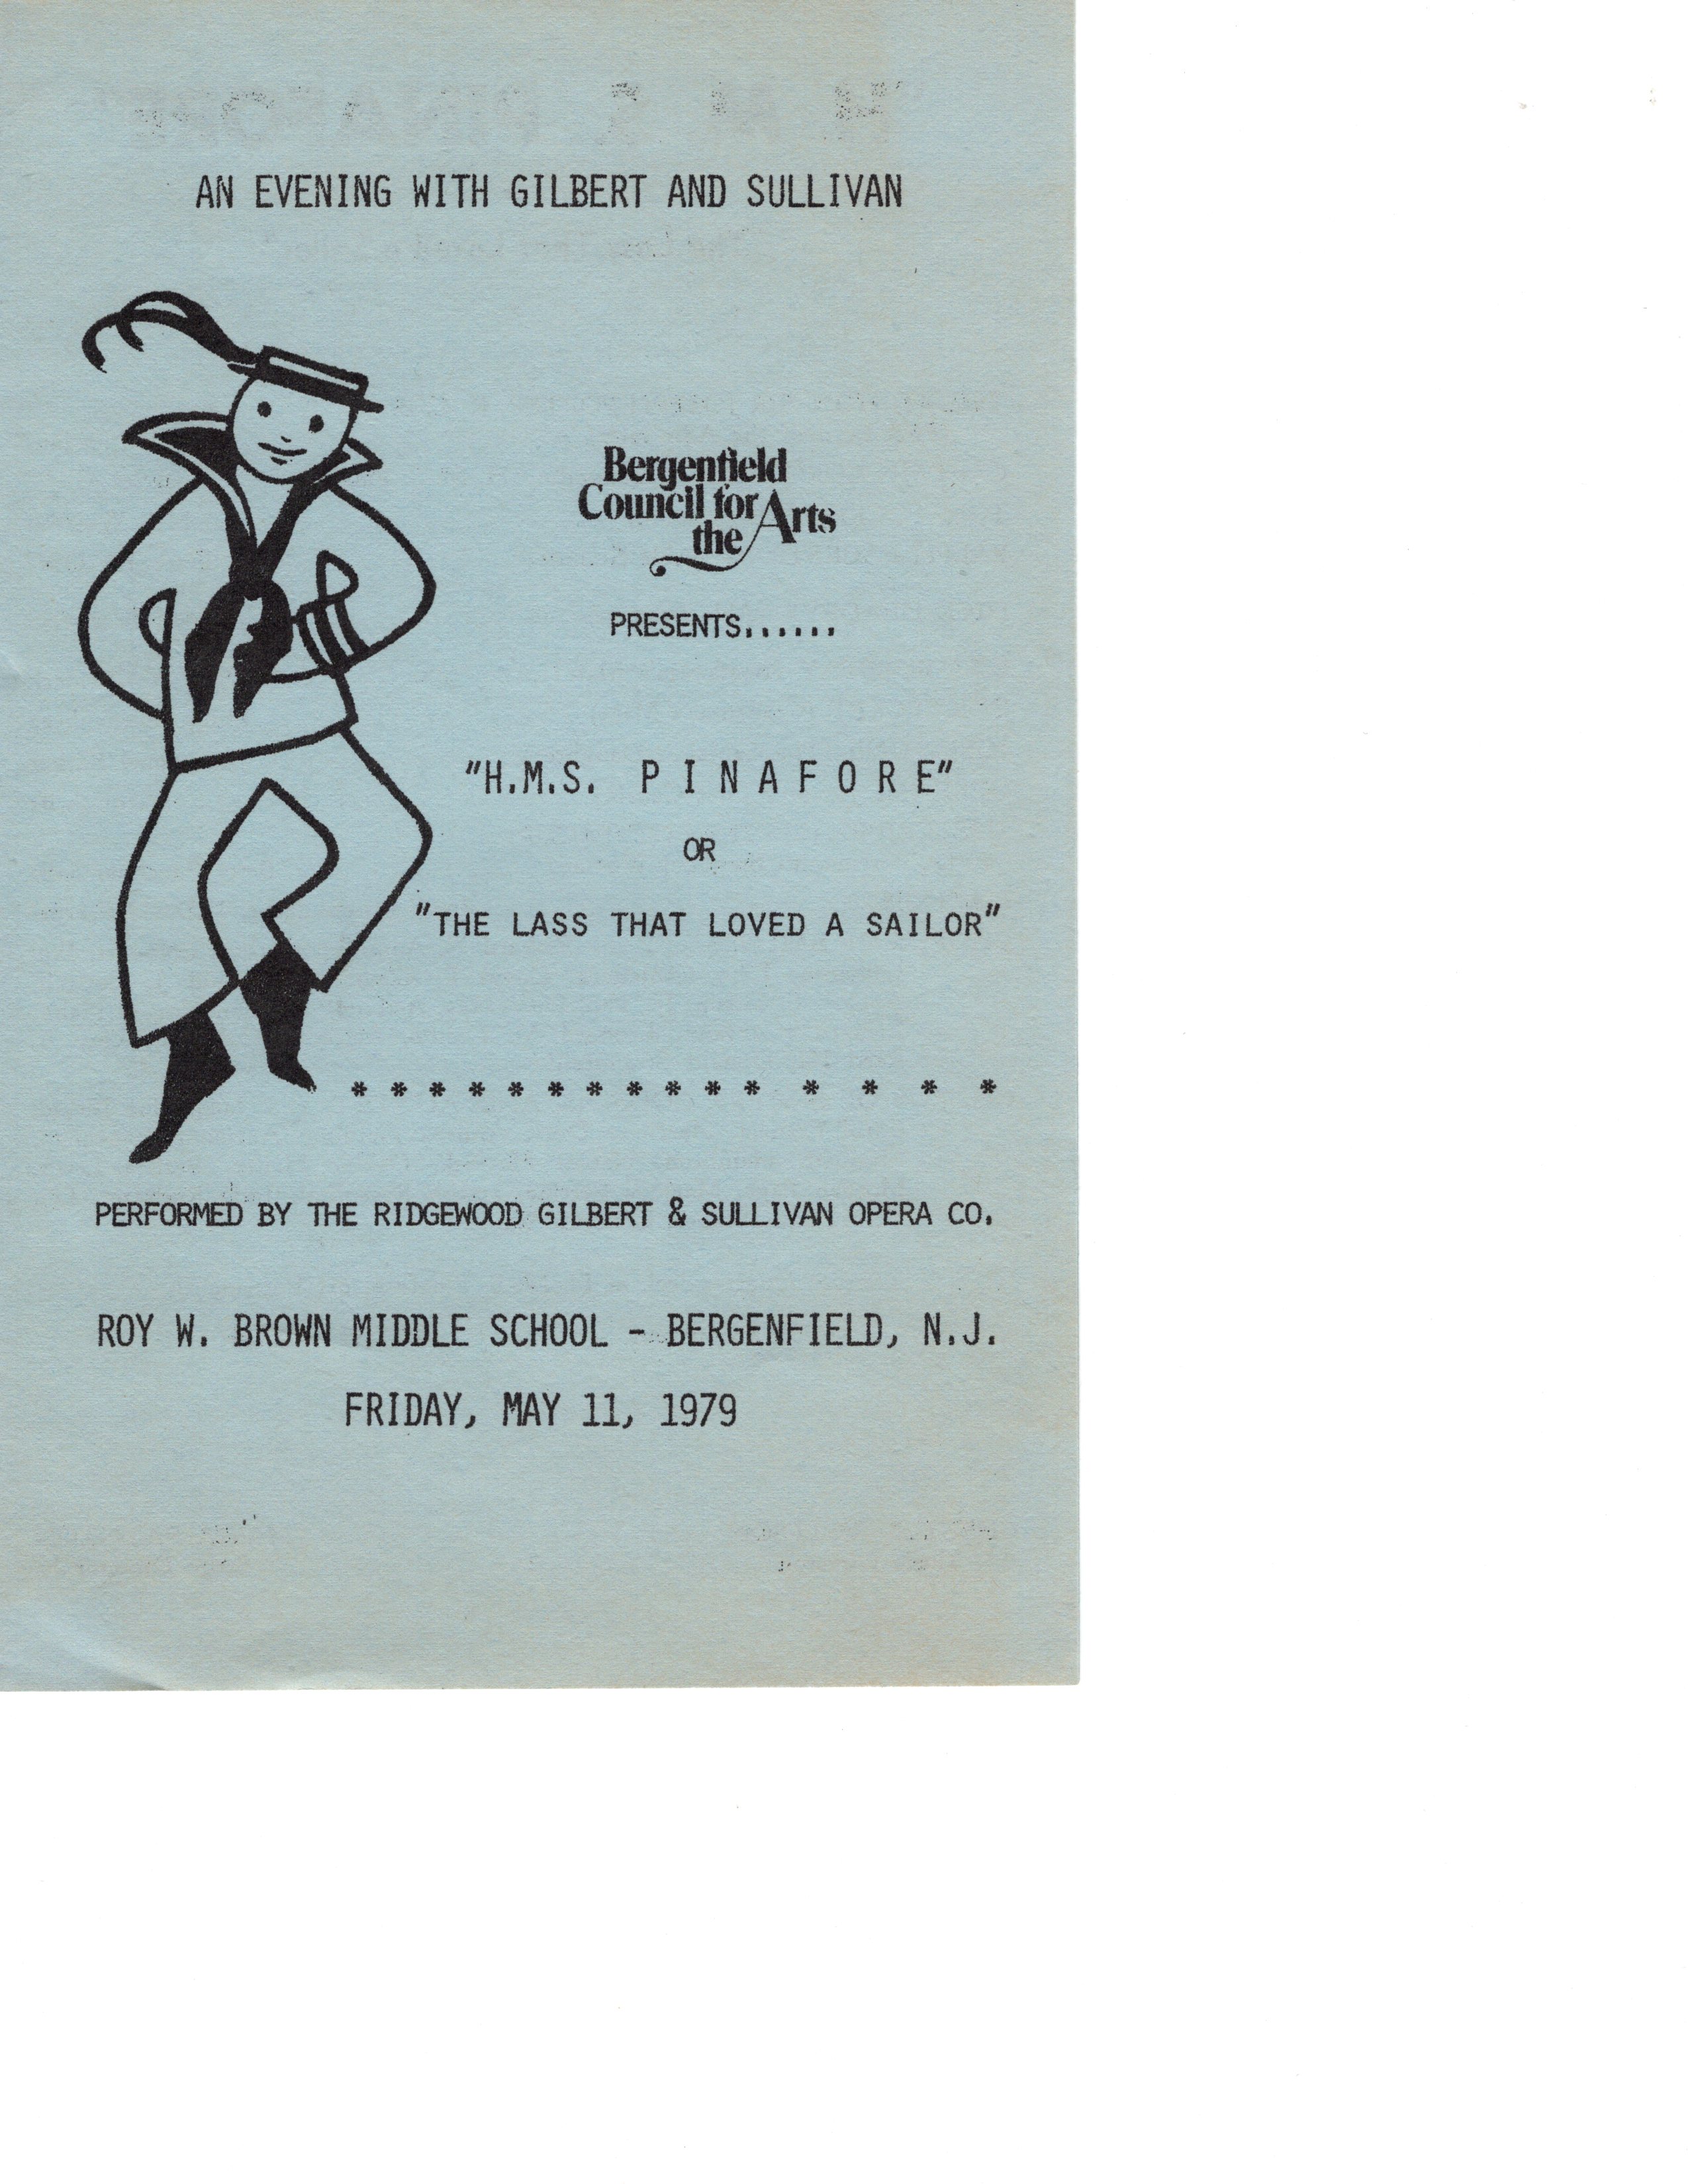 AN EVENING WITH GILBERT AND SULLIVAN
Bergenfield
Council for
the Arts
PRESENTS......
"H.M.S. PINAFORE"
OR
"THE LASS THAT LOVED A SAILOR"
* * * * * * * * * * * * * * *
PERFORMED BY THE RIDGEWOOD GILBERT & SULLIVAN OPERA CO.
ROY W. BROWN MIDDLE SCHOOL - BERGENFIELD, N.J.
FRIDAY, MAY 11, 1979